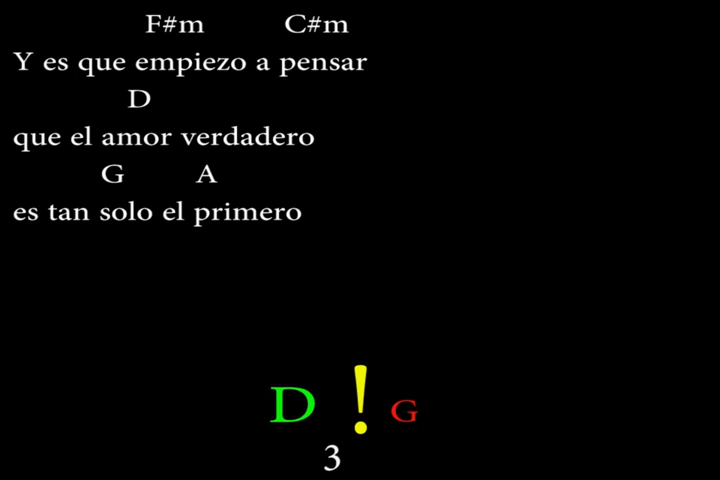 F#m C#m
Y es que empiezo a pensar
D
que el amor verdadero
G A
es tan solo el primero
D ! G
3